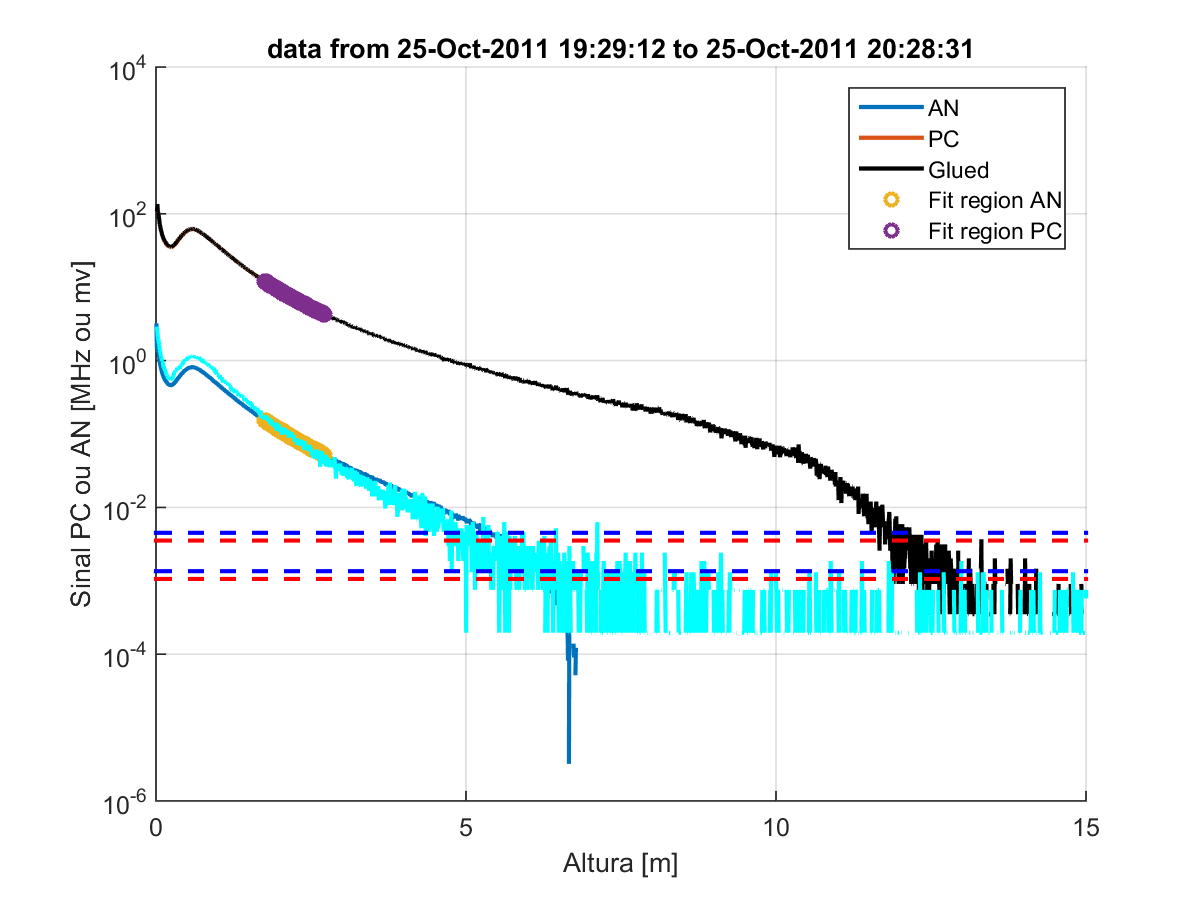 data from 25-Oct-2011 19:29:12 to 25-Oct-2011 20:28:31
Sinal PC ou AN [MHz ou mv]
10^4
10^2
10^0
10^-2
10^-4
10^-6
AN
PC
Glued
Fit region AN
Fit region PC
0 5 10 15
Altura [m]